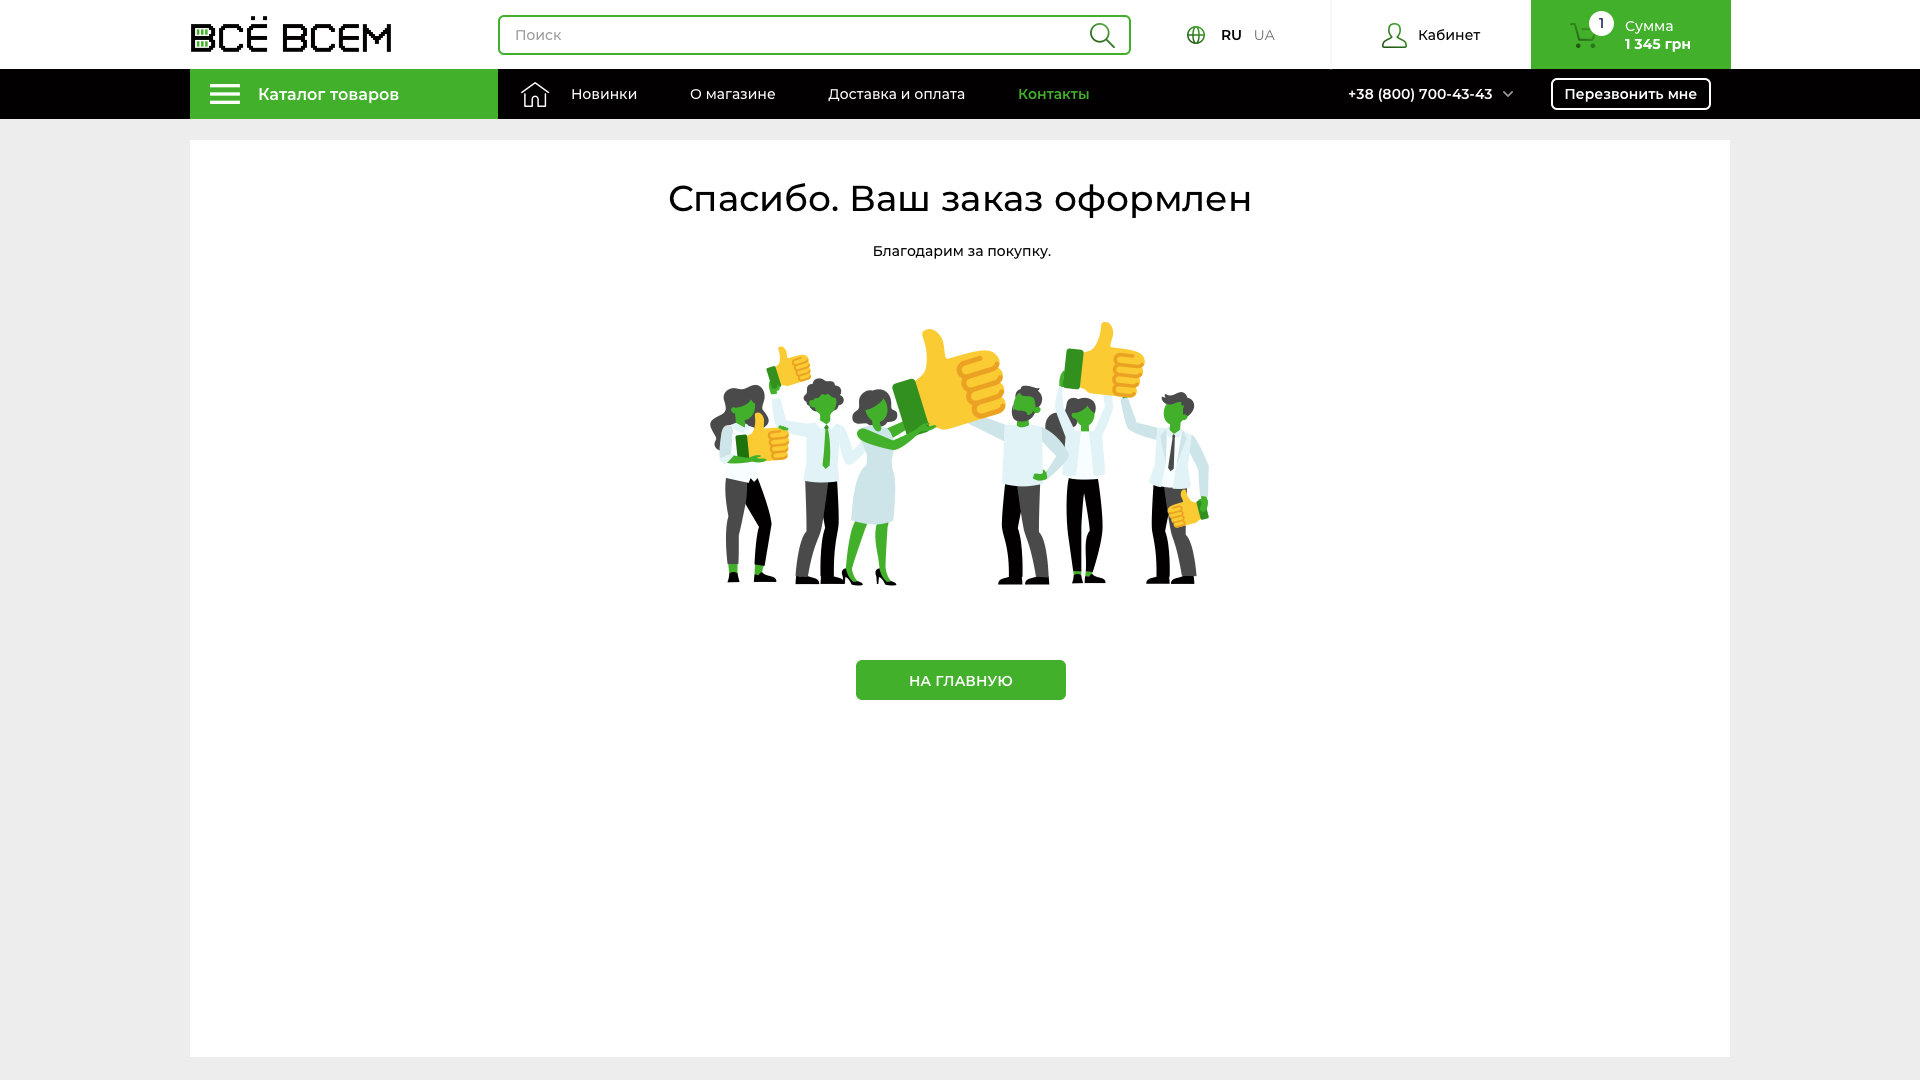 ВСЁ ВСЕМ
Поиск
RU UA
Кабинет
1
Сумма
1 345 грн
Каталог товаров
Новинки
О магазине
Доставка и оплата
Контакты
+38 (800) 700-43-43
Перезвонить мне
Спасибо. Ваш заказ оформлен
Благодарим за покупку.
НА ГЛАВНУЮ